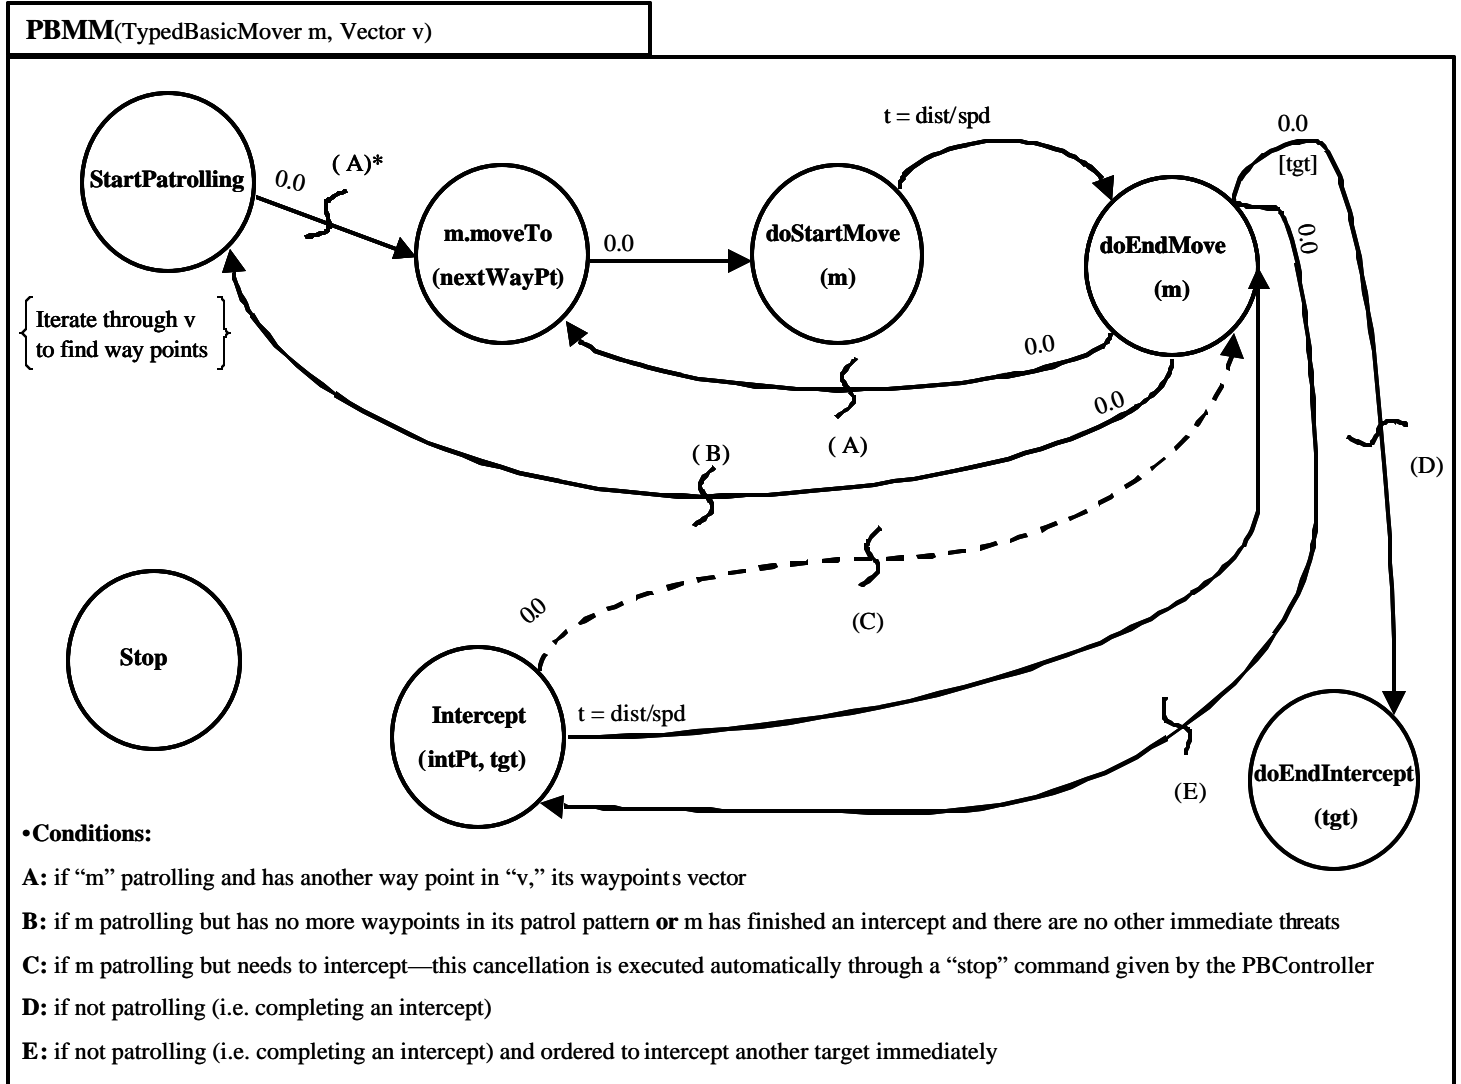 PBMM(TypedBasicMover m, Vector v)
t = dist/spd
0.0
[tgt]
StartPatrolling
0.0
( A)*
m.moveTo
(nextWayPt)
0.0
doStartMove
(m)
doEndMove
(m)
0.0
Iterate through v
to find way points
0.0
( A)
0.0
( B)
(D)
(C)
0.0
Stop
Intercept
(intPt, tgt)
t = dist/spd
(E)
doEndIntercept
(tgt)
•Conditions:
A: if “m” patrolling and has another way point in “v,” its waypoints vector
B: if m patrolling but has no more waypoints in its patrol pattern or m has finished an intercept and there are no other immediate threats
C: if m patrolling but needs to intercept—this cancellation is executed automatically through a “stop” command given by the PBController
D: if not patrolling (i.e. completing an intercept)
E: if not patrolling (i.e. completing an intercept) and ordered to intercept another target immediately